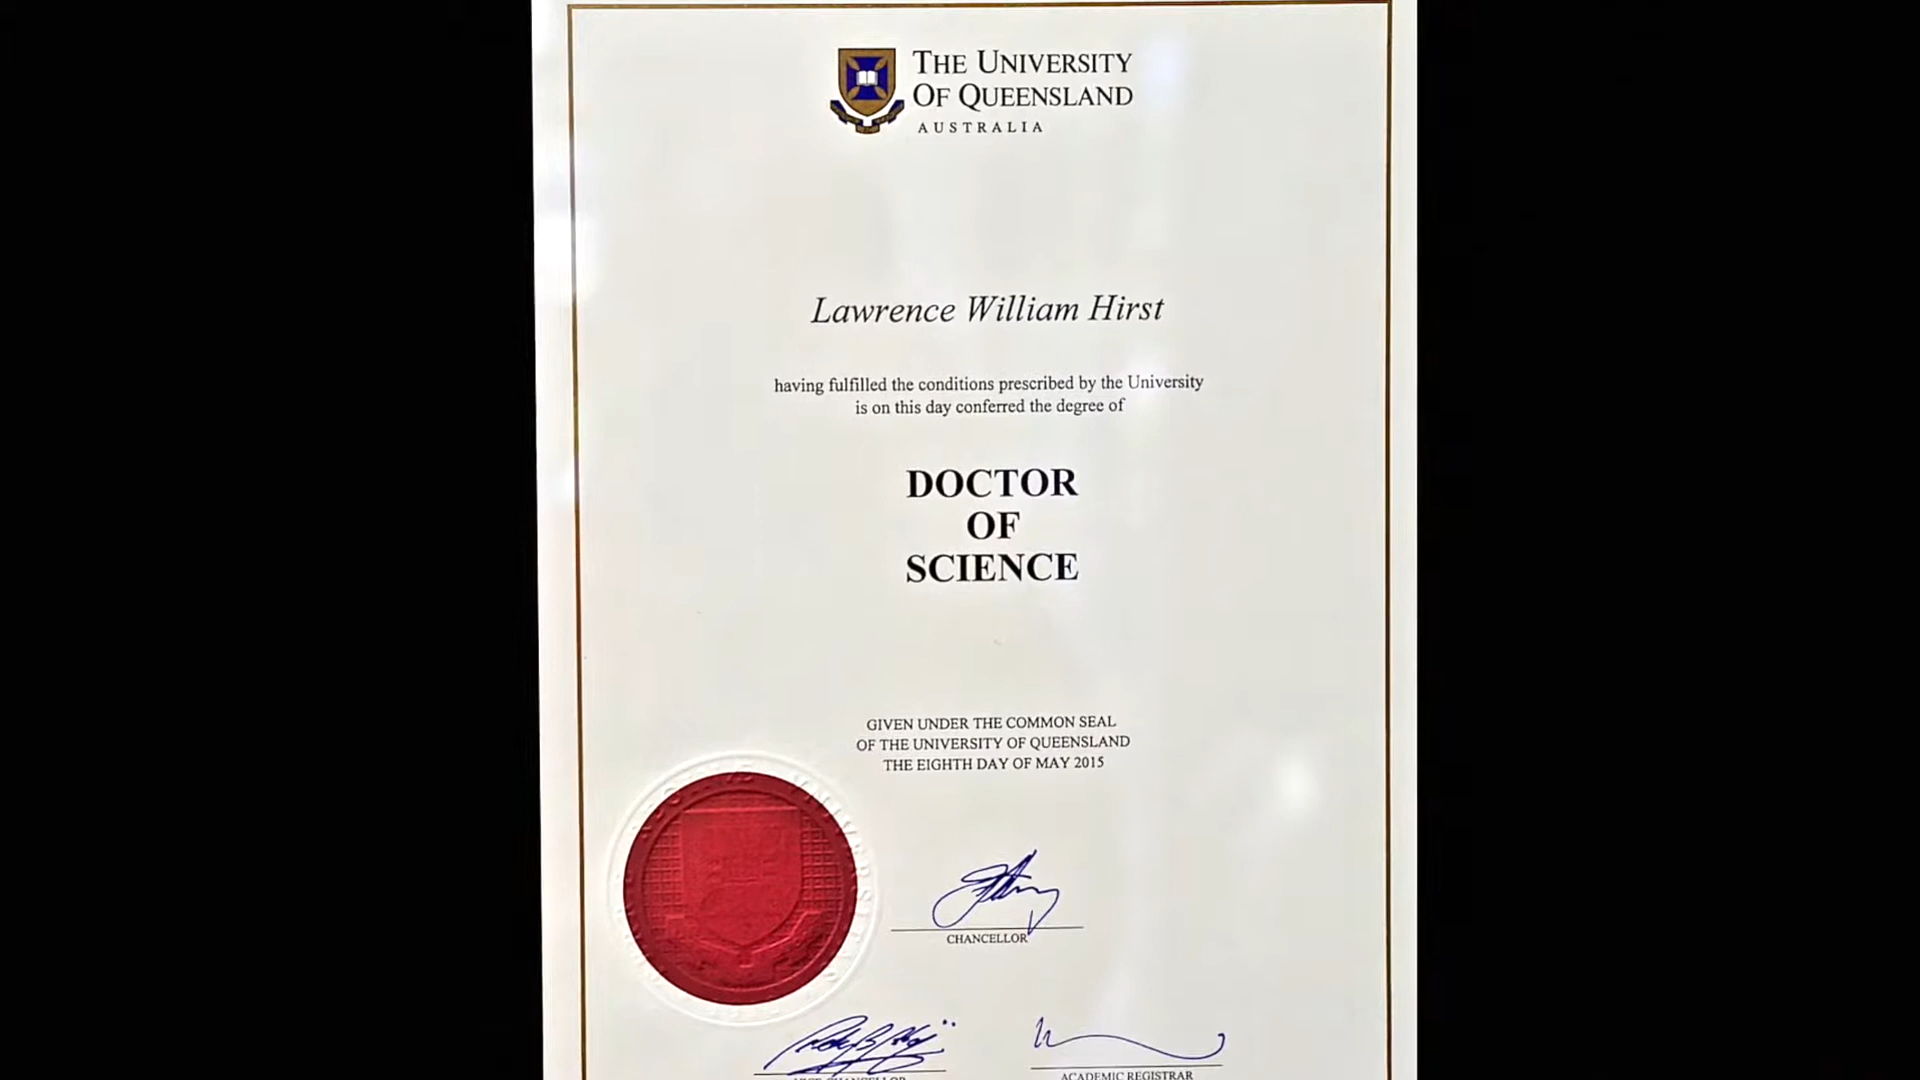 THE UNIVERSITY
OF QUEENSLAND
AUSTRALIA
Lawrence William Hirst
having fulfilled the conditions prescribed by the University
is on this day conferred the degree of
DOCTOR
OF
SCIENCE
GIVEN UNDER THE COMMON SEAL
OF THE UNIVERSITY OF QUEENSLAND
THE EIGHTH DAY OF MAY 2015
CHANCELLOR
VICE-CHANCELLOR
ACADEMIC REGISTRAR